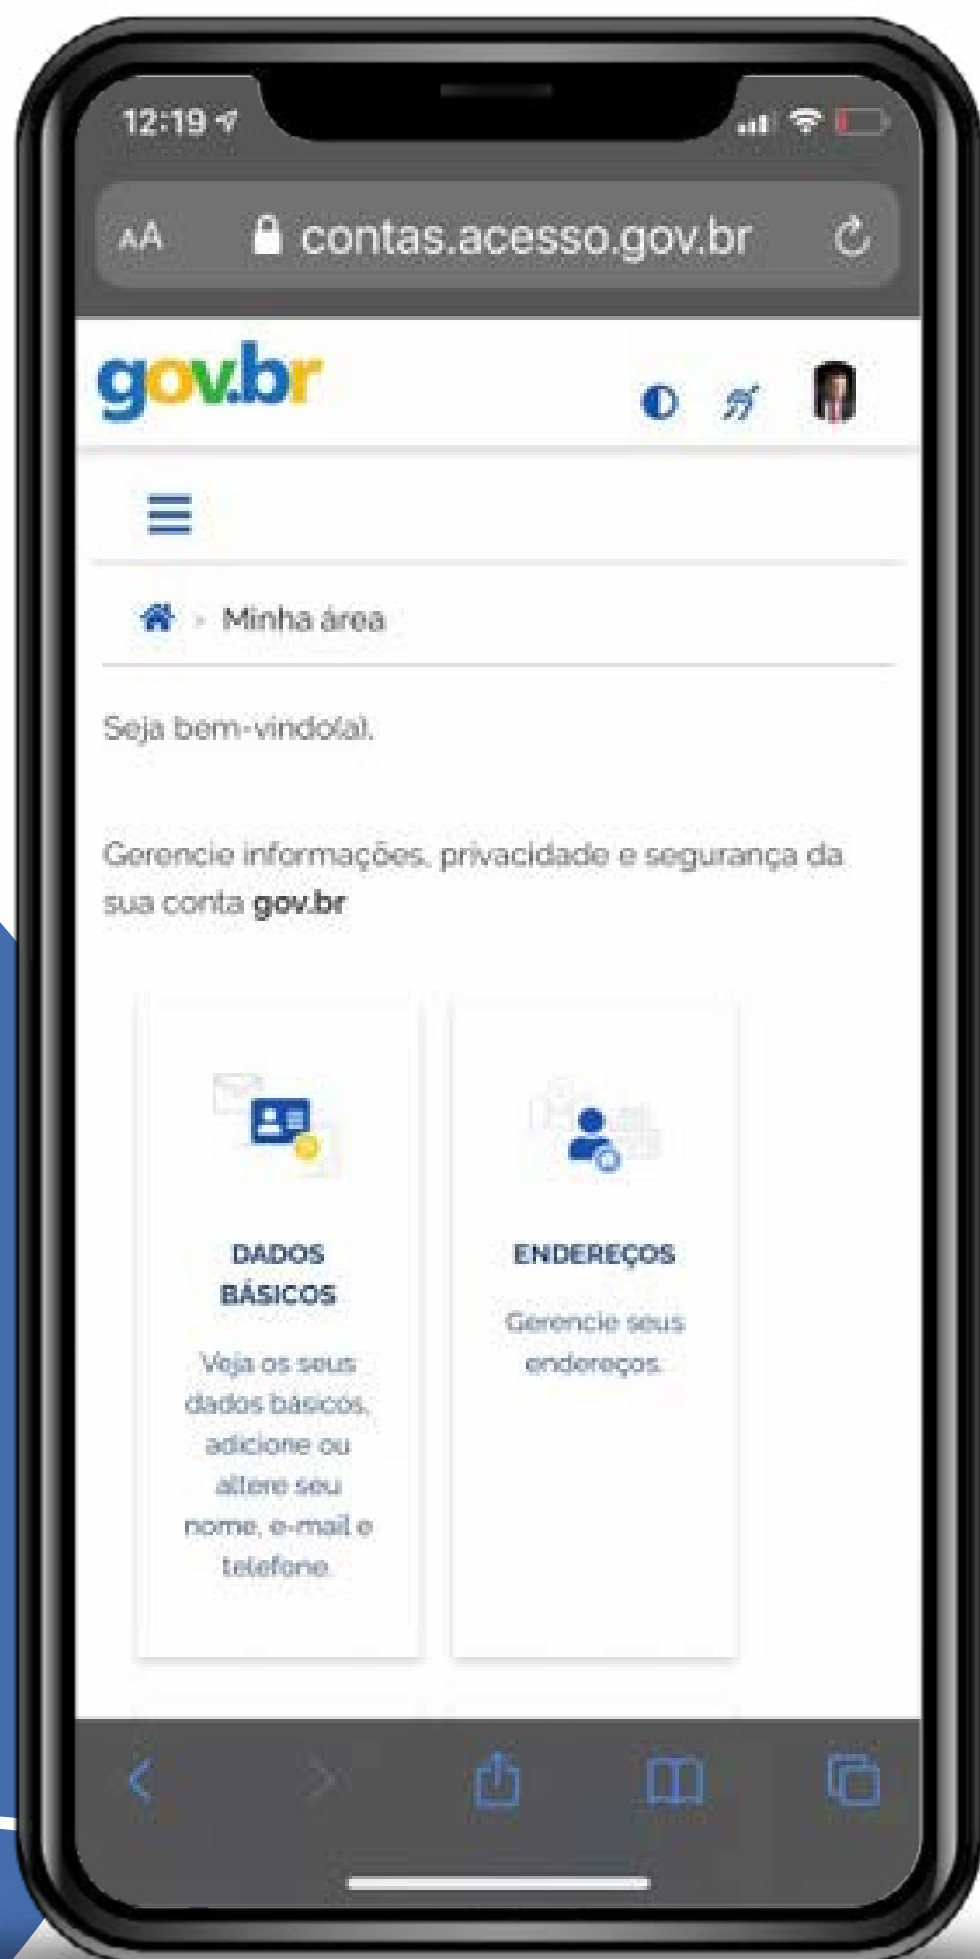 12:19
AA contas.acesso.gov.br
gov.br
Minha área
Seja bem-vindo(a),
Gerencie informações, privacidade e segurança da
sua conta gov.br
DADOS
BÁSICOS
Veja os seus
dados básicos,
adicione ou
altere seu
nome, e-mail e
telefone.
ENDEREÇOS
Gerencie seus
endereços.